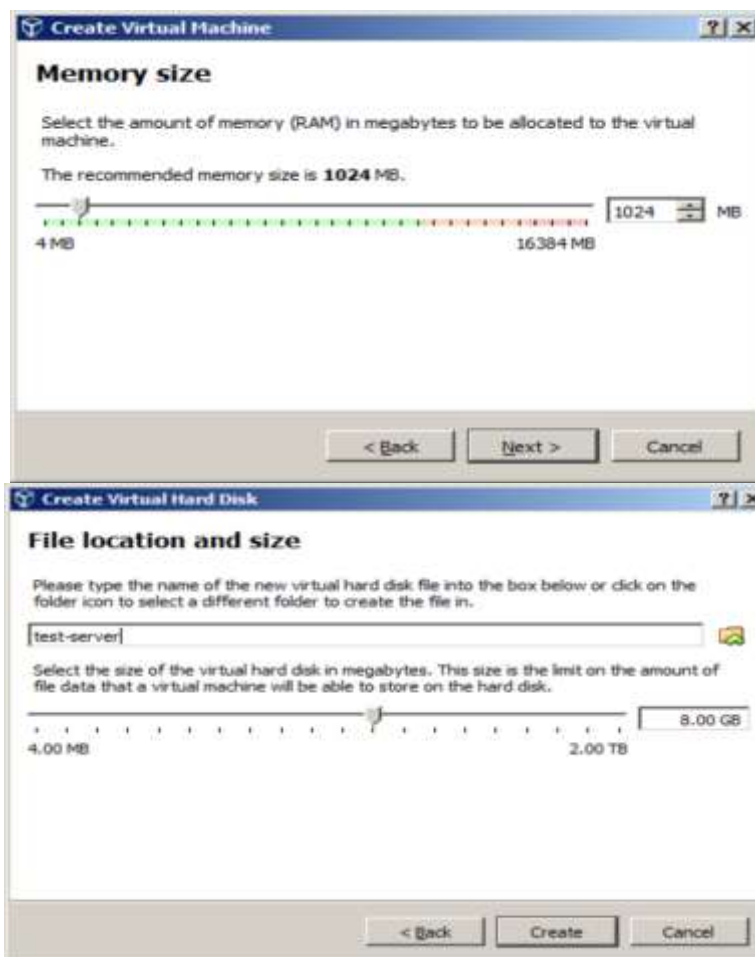 Create Virtual Machine
Memory size
Select the amount of memory (RAM) in megabytes to be allocated to the virtual
machine.
The recommended memory size is 1024 MB.
1024 MB
4 MB 16384 MB
< Back Next > Cancel
Create Virtual Hard Disk
File location and size
Please type the name of the new virtual hard disk file into the box below or click on the
folder icon to select a different folder to create the file in.
test-server
Select the size of the virtual hard disk in megabytes. This size is the limit on the amount of
file data that a virtual machine will be able to store on the hard disk.
8.00 GB
4.00 MB 2.00 TB
< Back Create Cancel